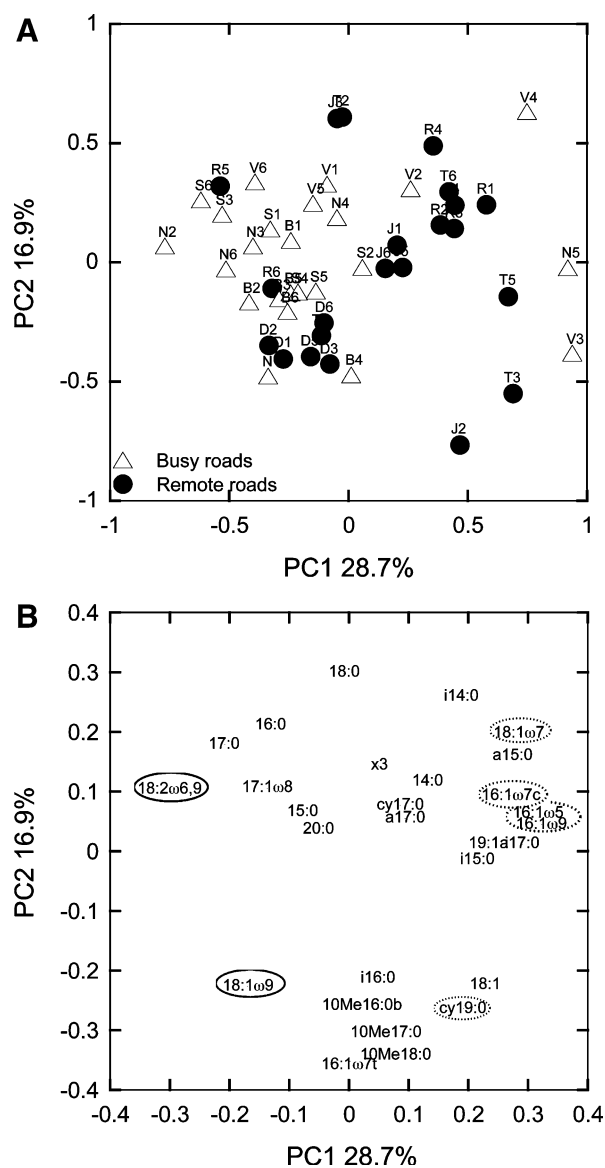 A
1
0.5
0
-0.5
-1
PC2 16.9%
J3 T2
V4
R4
R5 V6 V1
T6
S6 V5 V2 R1
S3 N4
S1 R2
N2 N3 B1 J1
N6 S2 J6 N5
R6 S5
B2 B6 T5
D6
D2 D1 D3
N B4 V3
T3
J2
Busy roads
Remote roads
-1 -0.5 0 0.5 1
PC1 28.7%
B
0.4
0.3
0.2
0.1
0
-0.1
-0.2
-0.3
-0.4
PC2 16.9%
18:0
i14:0
16:0
18:1ω7
17:0
a15:0
x3
14:0
18:2ω6,9 17:1ω8
16:1ω7c
cy17:0
15:0 a17:0 16:1ω5
20:0 16:1ω9
19:1a i17:0
i15:0
i16:0
18:1ω9 18:1
10Me16:0b cy19:0
10Me17:0
10Me18:0
16:1ω7t
-0.4 -0.3 -0.2 -0.1 0 0.1 0.2 0.3 0.4
PC1 28.7%